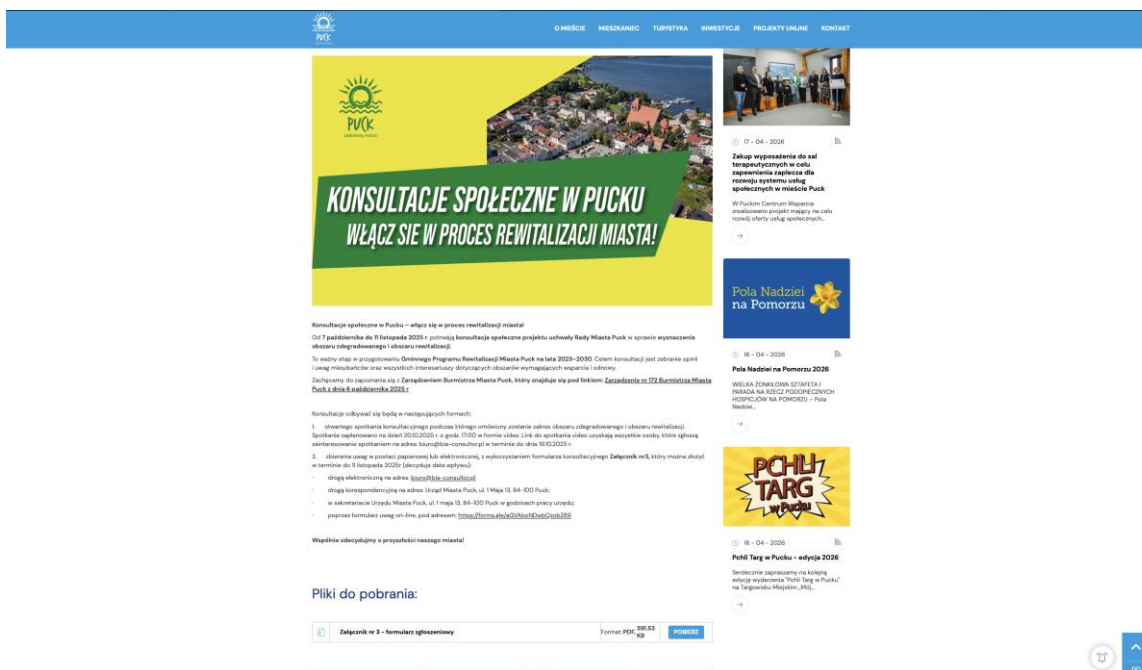 PUCK
O MIEŚCIE MIESZKANIEC TURYSTYKA INWESTYCJE PROJEKTY UNIJNE KONTAKT
PUCK
KONSULTACJE SPOŁECZNE W PUCKU
WŁĄCZ SIE W PROCES REWITALIZACJI MIASTA!
Konsultacje społeczne w Pucku – włącz się w proces rewitalizacji miasta!
Od 7 października do 11 listopada 2025 r. potrwają konsultacje społeczne projektu uchwały Rady Miasta Puck w sprawie wyznaczenia
obszaru zdegradowanego i obszaru rewitalizacji.
To ważny etap w przygotowaniu Gminnego Programu Rewitalizacji Miasta Puck na lata 2025–2030. Celem konsultacji jest zebranie opinii
i uwag mieszkańców oraz wszystkich interesariuszy dotyczących obszarów wymagających wsparcia i odnowy.
Zachęcamy do zapoznania się z Zarządzeniem Burmistrza Miasta Puck, który znajduje się pod linkiem: Zarządzenie nr 172 Burmistrza Miasta
Puck z dnia 6 października 2025 r
Konsultacje odbywać się będą w następujących formach:
1. otwartego spotkania konsultacyjnego podczas którego omówiony zostanie zakres obszaru zdegradowanego i obszaru rewitalizacji.
Spotkanie zaplanowano na dzień 20.10.2025 r. o godz. 17:00 w formie video. Link do spotkania video uzyskają wszystkie osoby, które zgłoszą
zainteresowanie spotkaniem na adres: biuro@bia-consultor.pl w terminie do dnia 19.10.2025 r.
2. zbierania uwag w postaci papierowej lub elektronicznej, z wykorzystaniem formularza konsultacyjnego Załącznik nr3, który można złożyć
w terminie do 11 listopada 2025r (decyduje data wpływu):
· drogą elektroniczną na adres: biuro@bia-consultor.pl
· drogą korespondencyjną na adres: Urząd Miasta Puck, ul. 1 Maja 13, 84-100 Puck;
· w sekretariacie Urzędu Miasta Puck, ul. 1 maja 13, 84-100 Puck w godzinach pracy urzędu;
· poprzez formularz uwag on-line, pod adresem:
Wspólnie zdecydujmy o przyszłości naszego miasta!
Pliki do pobrania:
Załącznik nr 3 - formularz zgłoszeniowy Format: PDF, 391.53 KB POBIERZ
17 - 04 - 2026
Zakup wyposażenia do sal
terapeutycznych w celu
zapewnienia zaplecza dla
rozwoju systemu usług
społecznych w mieście Puck
W Puckim Centrum Wsparcia
zrealizowano projekt mający na celu
rozwój oferty usług społecznych...
Pola Nadziei
na Pomorzu
16 - 04 - 2026
Pola Nadziei na Pomorzu 2026
WIELKA ŻONKILOWA SZTAFETA I
PARADA NA RZECZ PODOPIECZNYCH
HOSPICJÓW NA POMORZU – Pola
Nadziei...
PCHLI
TARG
w Pucku
16 - 04 - 2026
Pchli Targ w Pucku - edycja 2026
Serdecznie zapraszamy na kolejną
edycję wydarzenia "Pchli Targ w Pucku"
na Targowisku Miejskim „Mój...